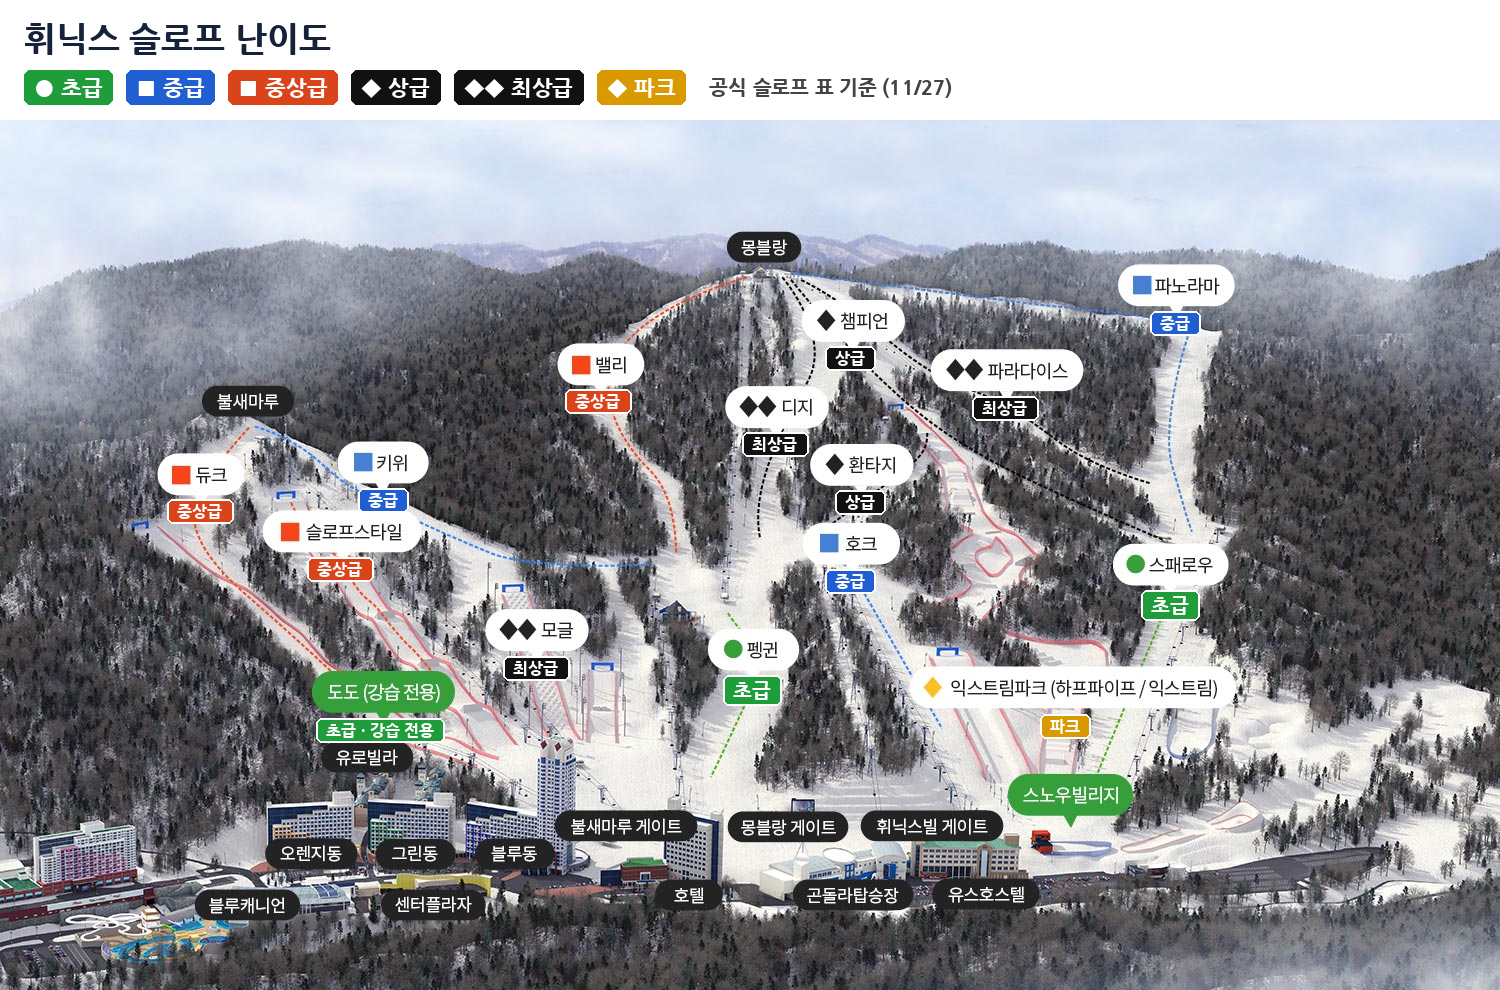 휘닉스 슬로프 난이도
● 초급 ■ 중급 ■ 중상급 ◆ 상급 ◆◆ 최상급 ◆ 파크 공식 슬로프 표 기준 (11/27)
몽블랑
파노라마
중급
챔피언
상급
밸리
중상급
파라다이스
최상급
불새마루
디지
최상급
키위
중급
듀크
중상급
환타지
상급
슬로프스타일
중상급
호크
중급
스패로우
초급
모글
최상급
펭귄
초급
도도 (강습 전용)
초급 · 강습 전용
익스트림파크 (하프파이프 / 익스트림)
파크
유로빌라
스노우빌리지
불새마루 게이트
몽블랑 게이트
휘닉스빌 게이트
오렌지동
그린동
블루동
호텔
곤돌라탑승장
유스호스텔
블루캐니언
센터플라자